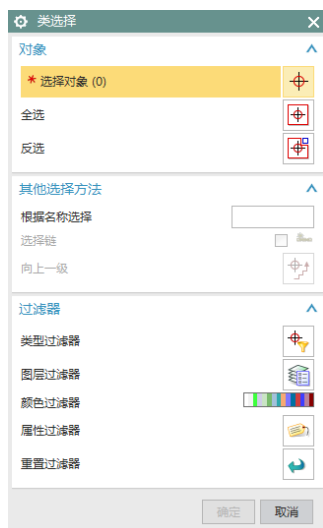 类选择
对象
* 选择对象 (0)
全选
反选
其他选择方法
根据名称选择
选择链
向上一级
过滤器
类型过滤器
图层过滤器
颜色过滤器
属性过滤器
重置过滤器
确定 取消